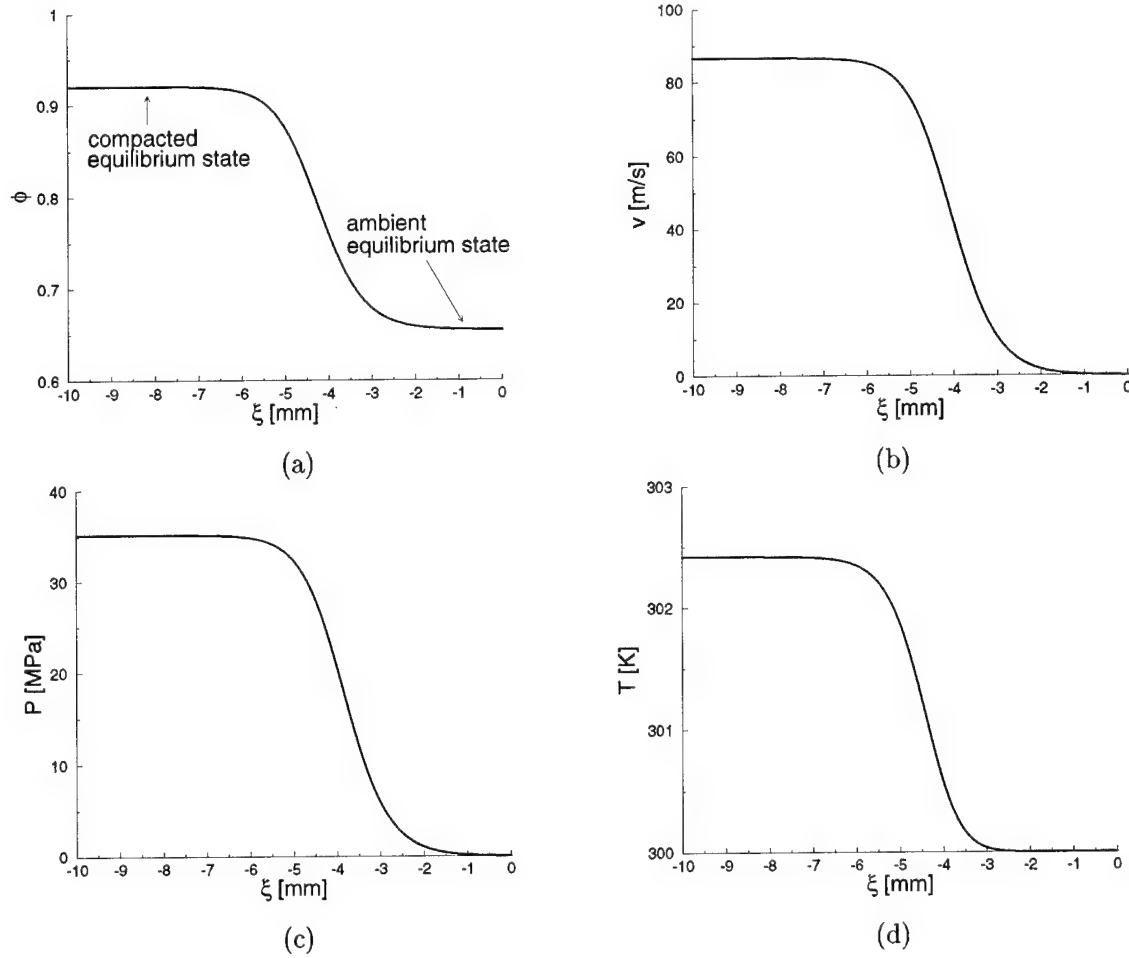 1
0.9
0.8
0.7
0.6
ϕ
compacted
equilibrium state
ambient
equilibrium state
-10 -9 -8 -7 -6 -5 -4 -3 -2 -1 0
ξ [mm]
(a)
100
80
60
40
20
0
v [m/s]
-10 -9 -8 -7 -6 -5 -4 -3 -2 -1 0
ξ [mm]
(b)
40
30
20
10
0
P [MPa]
-10 -9 -8 -7 -6 -5 -4 -3 -2 -1 0
ξ [mm]
(c)
303
302
301
300
T [K]
-10 -9 -8 -7 -6 -5 -4 -3 -2 -1 0
ξ [mm]
(d)